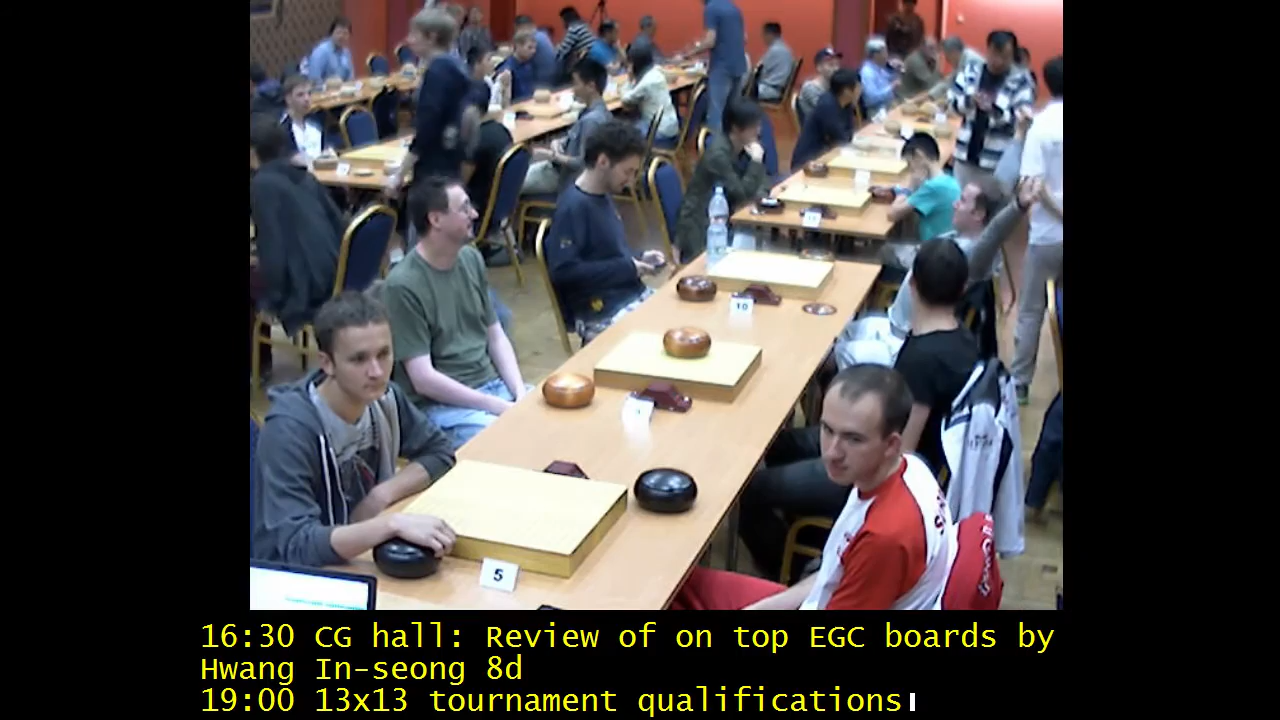 10
5
16:30 CG hall: Review of on top EGC boards by
Hwang In-seong 8d
19:00 13x13 tournament qualifications